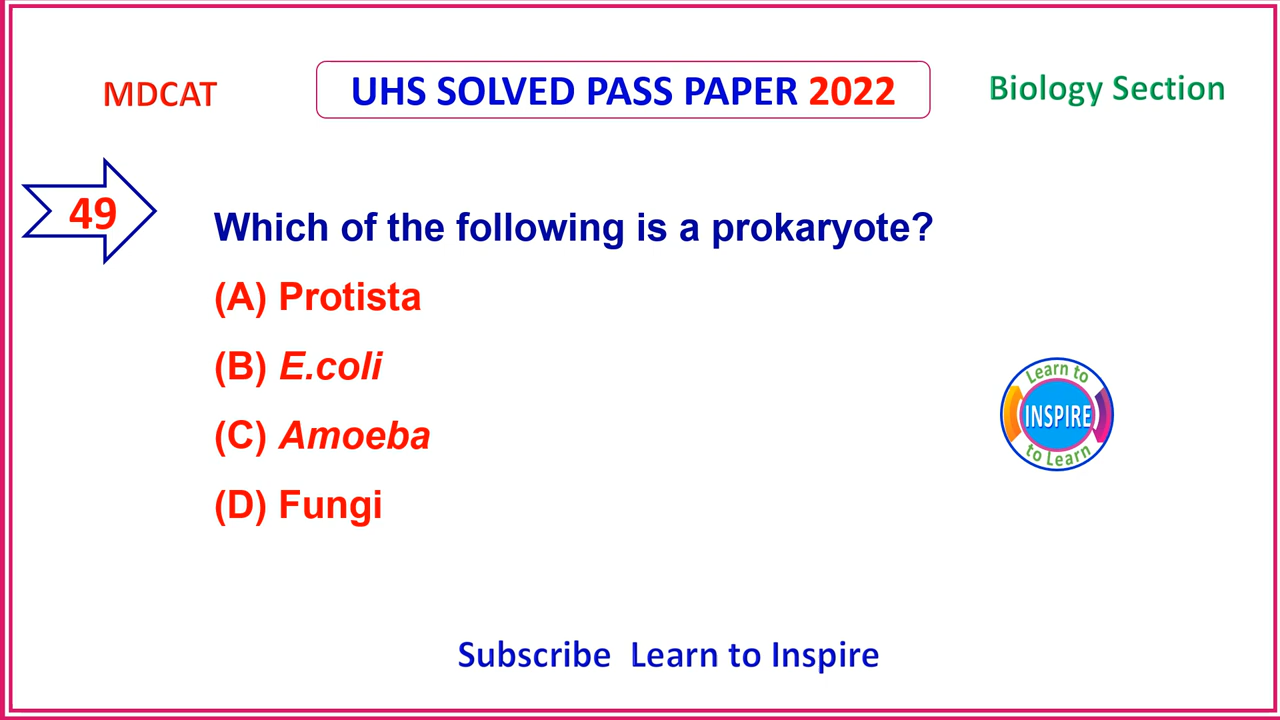 MDCAT
UHS SOLVED PASS PAPER 2022
Biology Section
49
Which of the following is a prokaryote?
(A) Protista
(B) E.coli
(C) Amoeba
(D) Fungi
Learn to
INSPIRE
to Learn
Subscribe Learn to Inspire